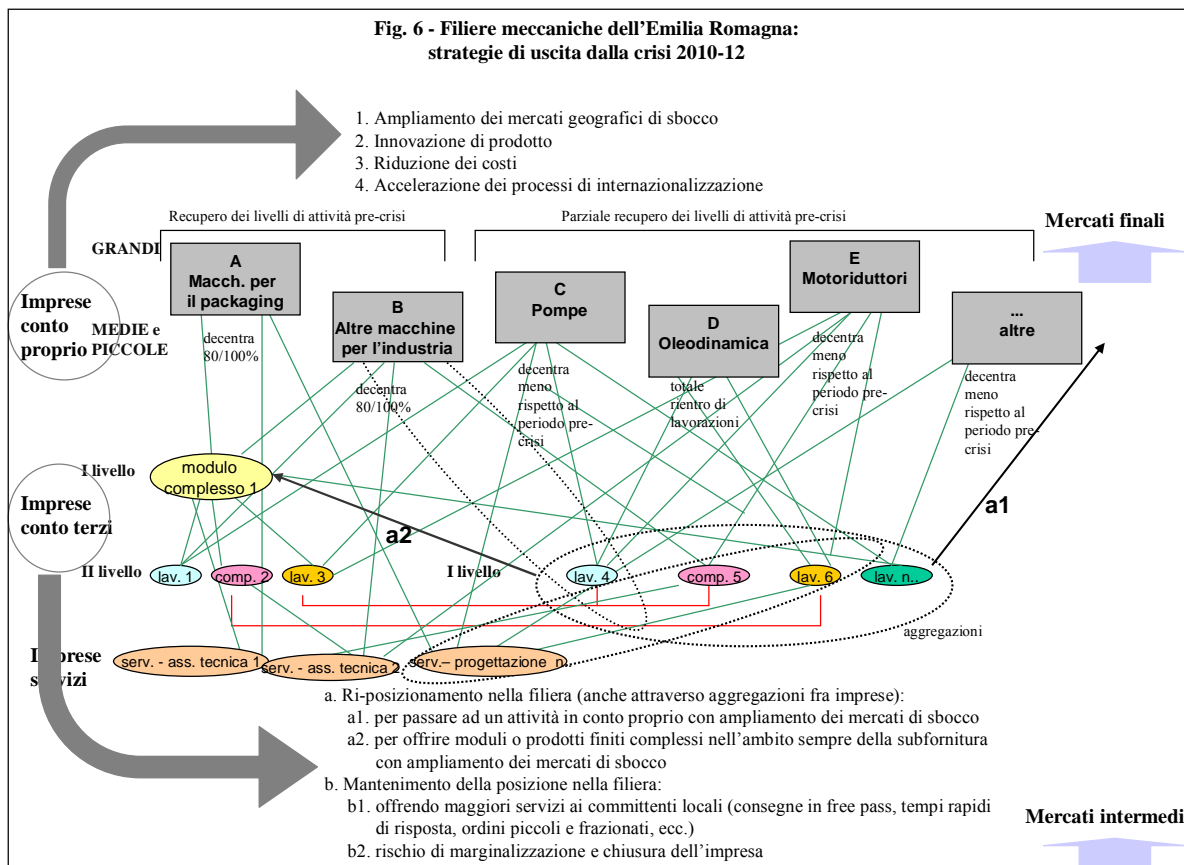 Fig. 6 - Filiere meccaniche dell'Emilia Romagna:
strategie di uscita dalla crisi 2010-12
1. Ampliamento dei mercati geografici di sbocco
2. Innovazione di prodotto
3. Riduzione dei costi
4. Accelerazione dei processi di internazionalizzazione
Recupero dei livelli di attività pre-crisi
Parziale recupero dei livelli di attività pre-crisi
Mercati finali
GRANDI
Imprese
conto
proprio
MEDIE e
PICCOLE
A
Macch. per
il packaging
B
Altre macchine
per l'industria
C
Pompe
D
Oleodinamica
E
Motoriduttori
...
altre
decentra
80/100%
decentra
80/100%
decentra
meno
rispetto al
periodo pre-
crisi
totale
rientro di
lavorazioni
decentra
meno
rispetto al
periodo pre-
crisi
decentra
meno
rispetto al
periodo pre-
crisi
I livello
modulo
complesso 1
Imprese
conto terzi
a2
a1
II livello
lav. 1
comp. 2
lav. 3
I livello
lav. 4
comp. 5
lav. 6
lav. n..
aggregazioni
Imprese
servizi
serv. - ass. tecnica 1
serv. - ass. tecnica 2
serv.– progettazione n.
a. Ri-posizionamento nella filiera (anche attraverso aggregazioni fra imprese):
a1. per passare ad un attività in conto proprio con ampliamento dei mercati di sbocco
a2. per offrire moduli o prodotti finiti complessi nell'ambito sempre della subfornitura
con ampliamento dei mercati di sbocco
b. Mantenimento della posizione nella filiera:
b1. offrendo maggiori servizi ai committenti locali (consegne in free pass, tempi rapidi
di risposta, ordini piccoli e frazionati, ecc.)
b2. rischio di marginalizzazione e chiusura dell'impresa
Mercati intermedi